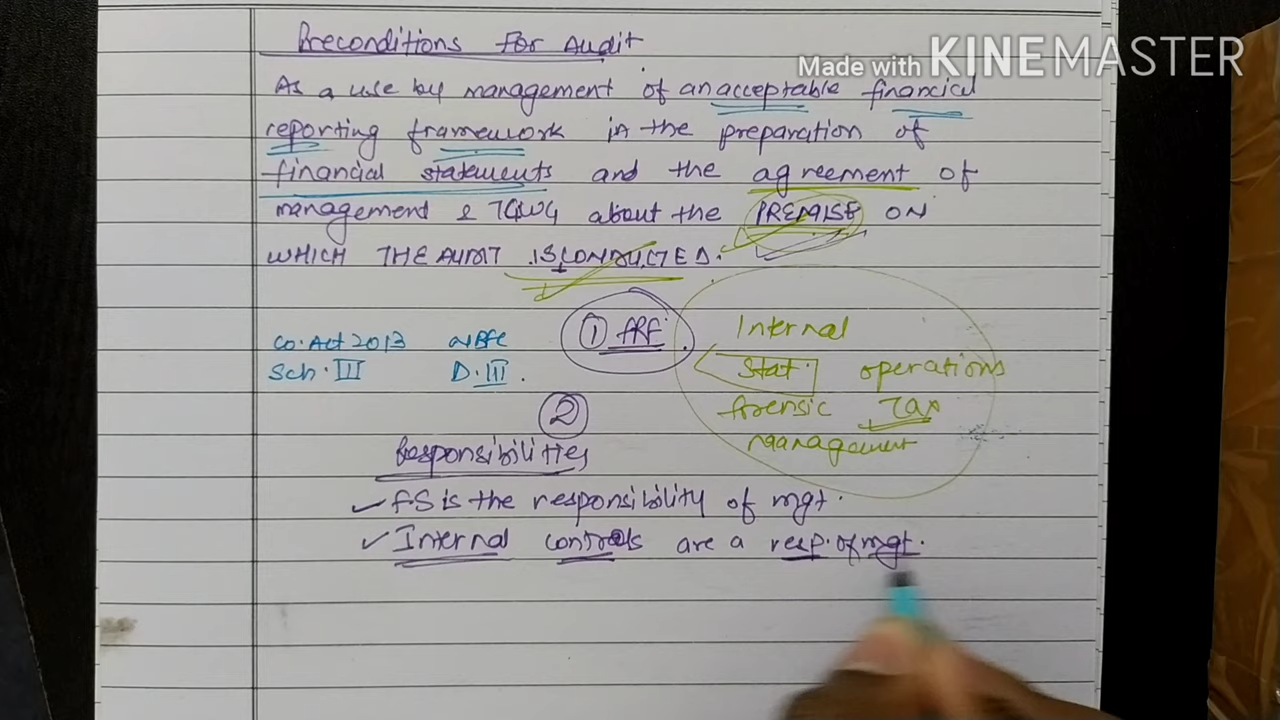 Preconditions for Audit
Made with KINEMASTER
As a use by management of an acceptable financial
reporting framework in the preparation of
financial statements and the agreement of
management & TCWG about the PREMISE ON
WHICH THE AUDIT IS CONDUCTED.
① FRF
Internal
Co. Act 2013 NBFC
Sch. III D. III.
Stat. operations
forensic Tax
management
②
Responsibilities
✓ FS is the responsibility of mgt.
✓ Internal controls are a resp. of mgt.